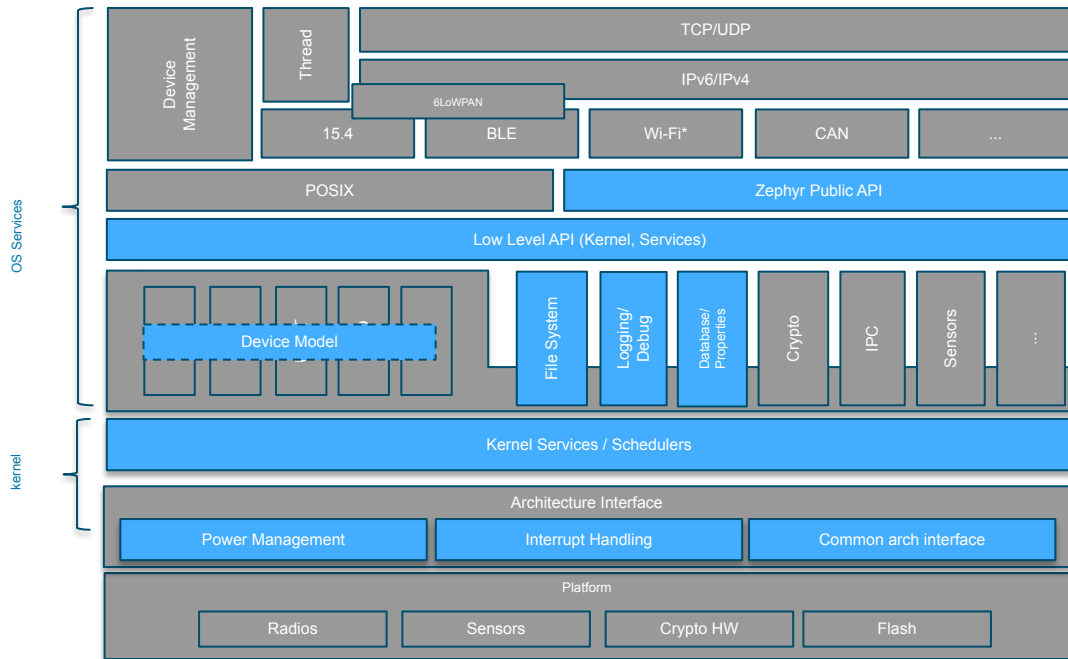 TCP/UDP
Thread
Device
Management
IPv6/IPv4
6LoWPAN
15.4
BLE
Wi-Fi*
CAN
...
POSIX
Zephyr Public API
OS Services
Low Level API (Kernel, Services)
Device Model
File System
Logging/
Debug
Database/
Properties
Crypto
IPC
Sensors
...
kernel
Kernel Services / Schedulers
Architecture Interface
Power Management
Interrupt Handling
Common arch interface
Platform
Radios
Sensors
Crypto HW
Flash